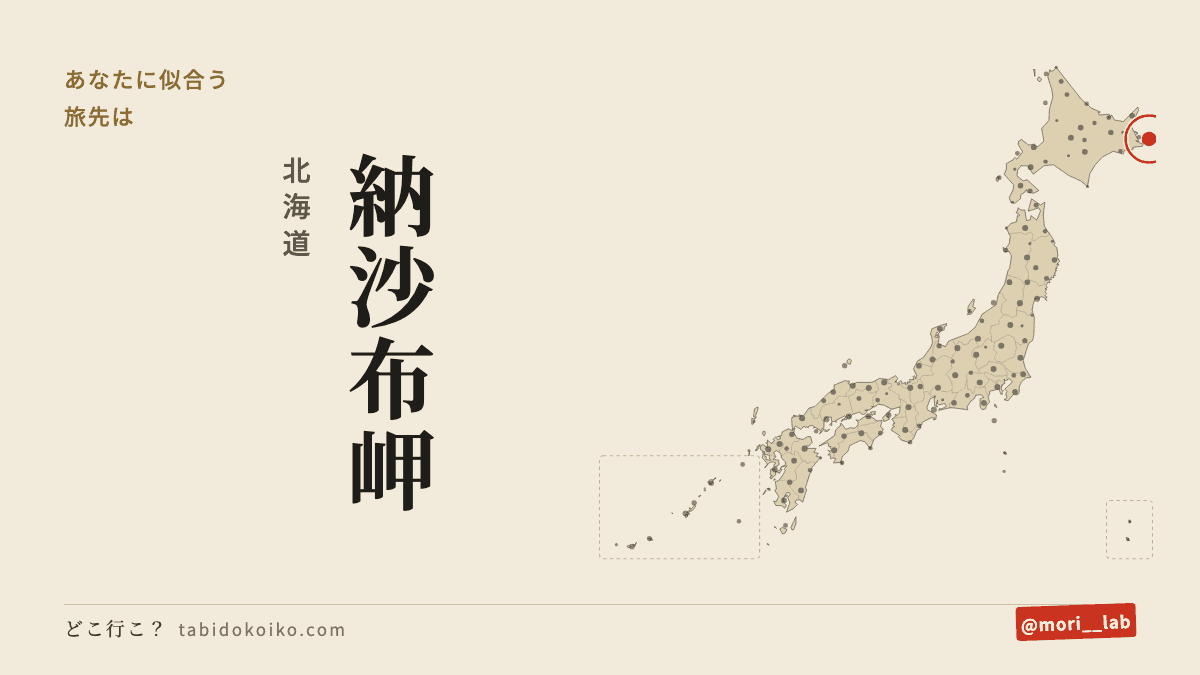 あなたに似合う
旅先は
納沙布岬
北海道
どこ行こ？ tabidokoiko.com
@mori__lab